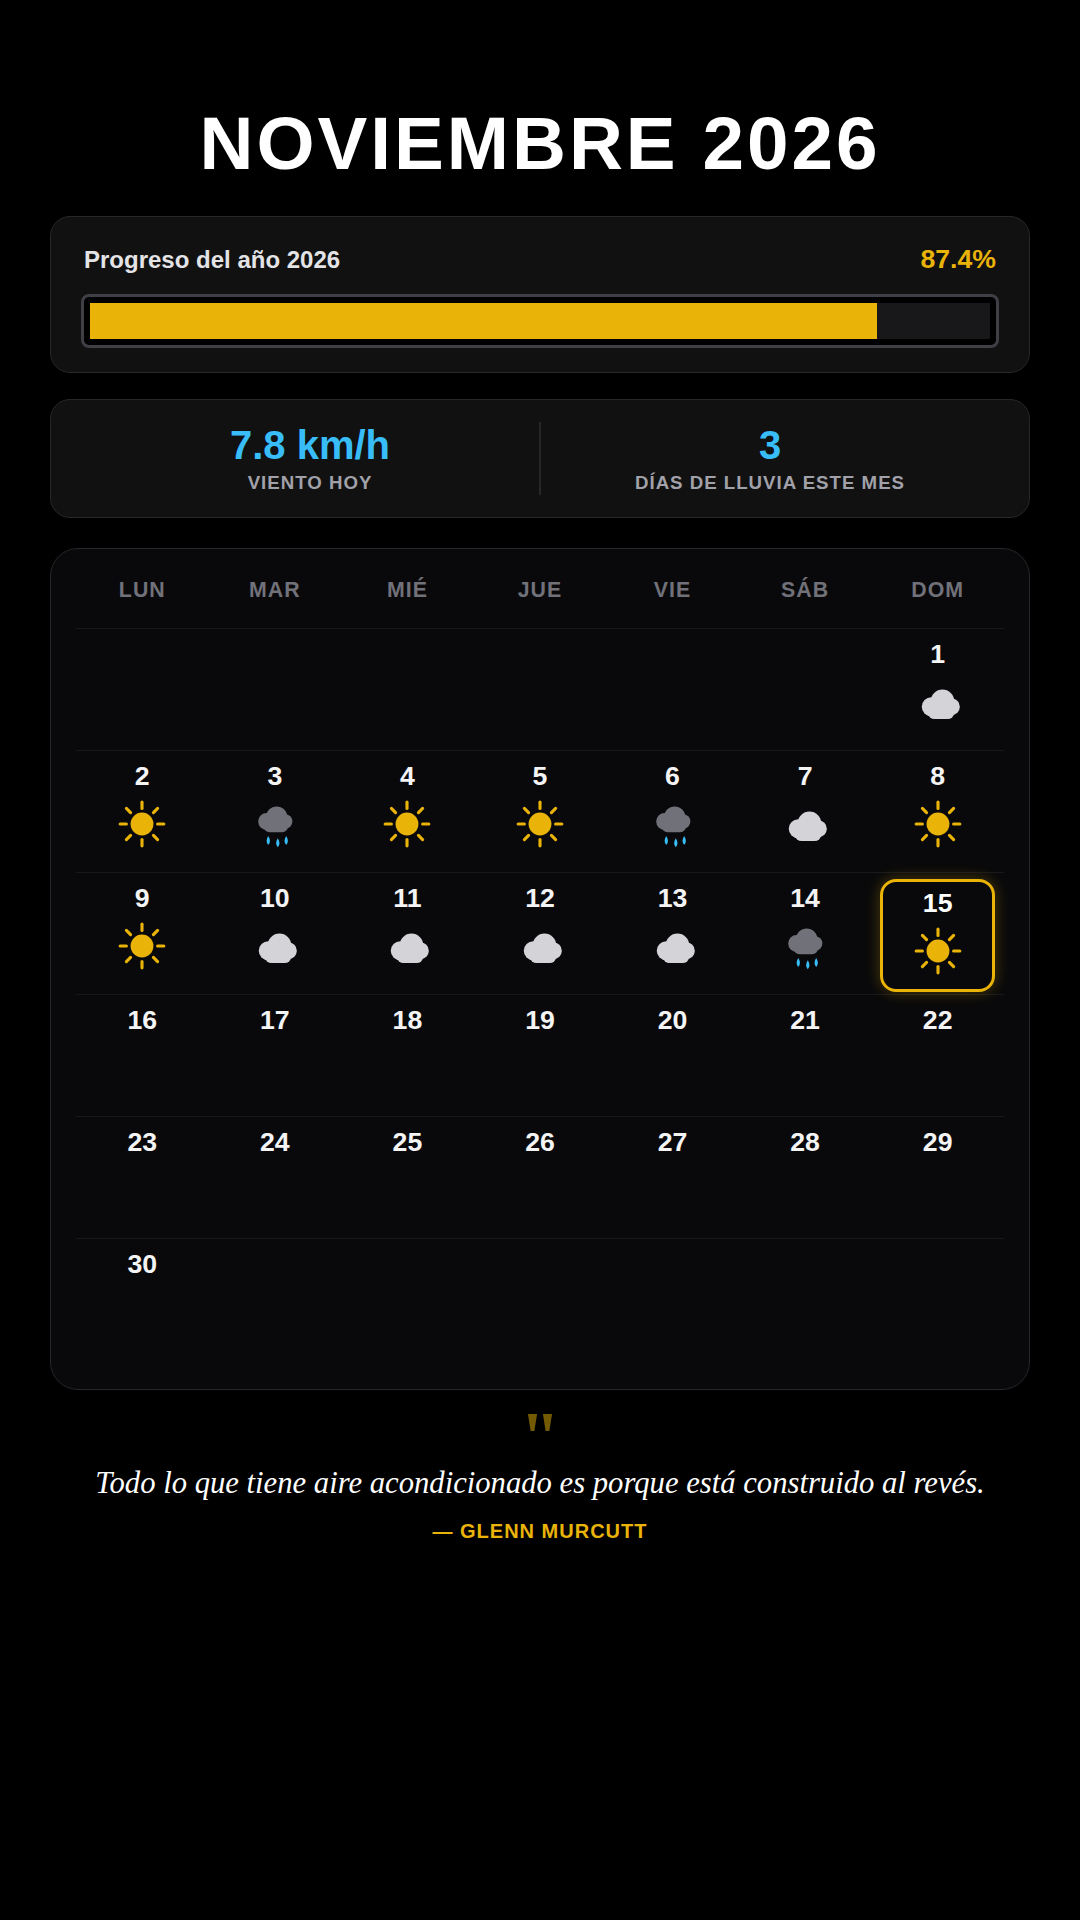 NOVIEMBRE 2026
Progreso del año 2026 87.4%
7.8 km/h 3
VIENTO HOY DÍAS DE LLUVIA ESTE MES
LUN MAR MIÉ JUE VIE SÁB DOM
1
2 3 4 5 6 7 8
9 10 11 12 13 14 15
16 17 18 19 20 21 22
23 24 25 26 27 28 29
30
"
Todo lo que tiene aire acondicionado es porque está construido al revés.
— GLENN MURCUTT